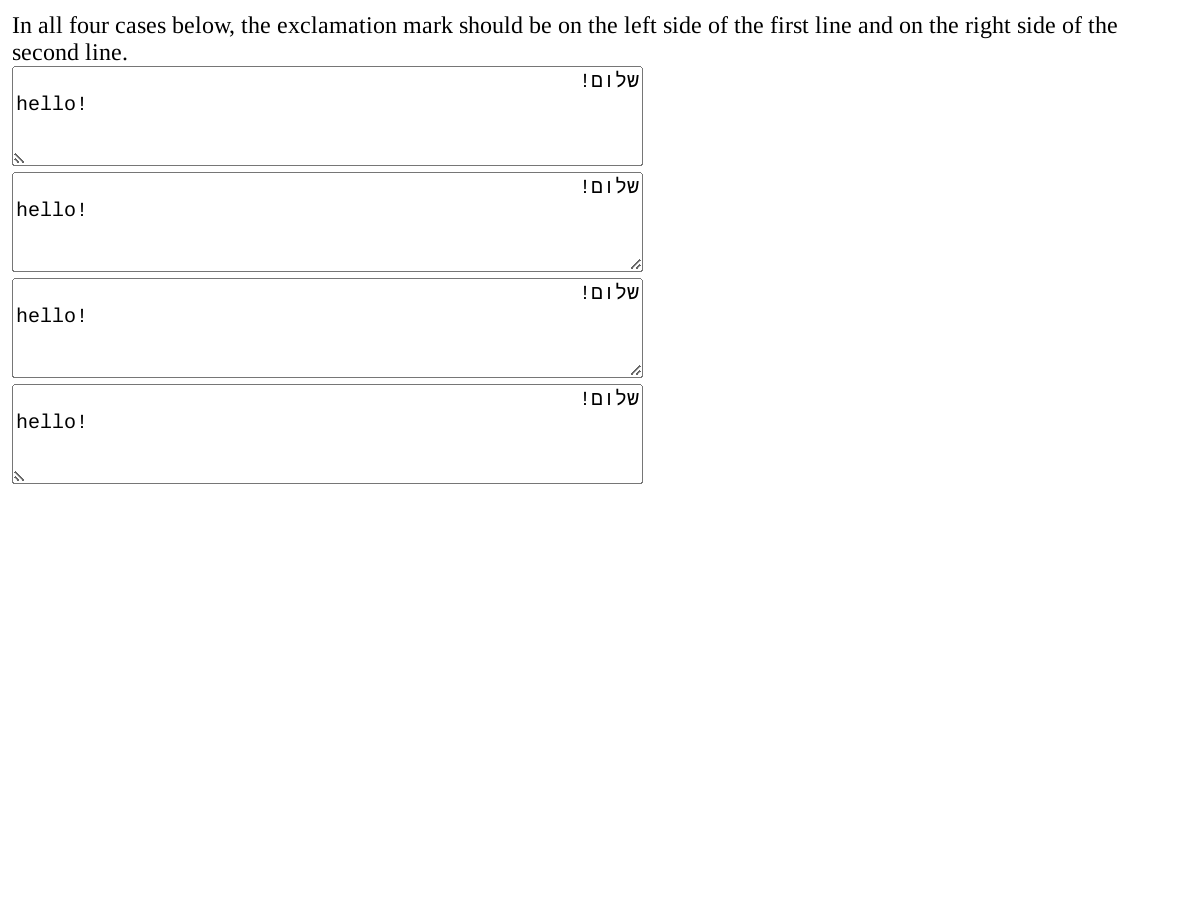 In all four cases below, the exclamation mark should be on the left side of the first line and on the right side of the
second line.
שלום!
hello!
שלום!
hello!
שלום!
hello!
שלום!
hello!